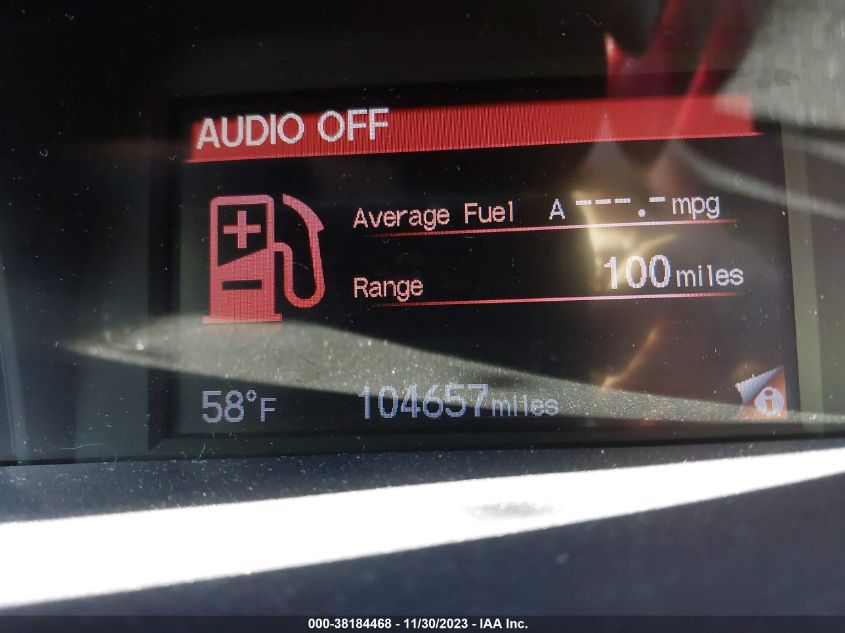 AUDIO OFF
Average Fuel A ---.- mpg
Range 100 miles
58°F 104657 miles
i
000-38184468 - 11/30/2023 - IAA Inc.